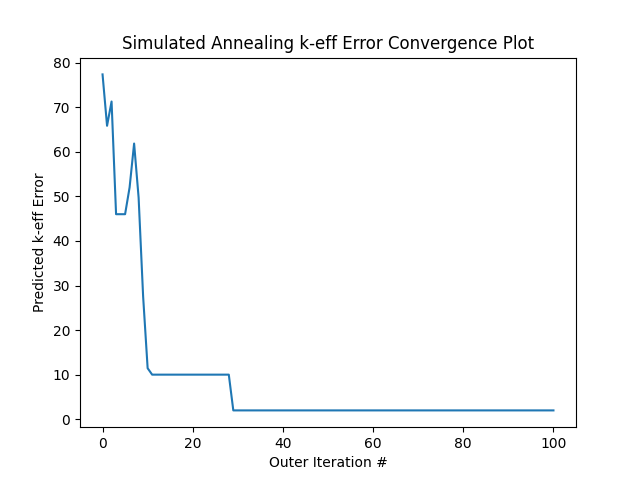 Simulated Annealing k-eff Error Convergence Plot
80
70
60
50
40
30
20
10
0
Predicted k-eff Error
0 20 40 60 80 100
Outer Iteration #